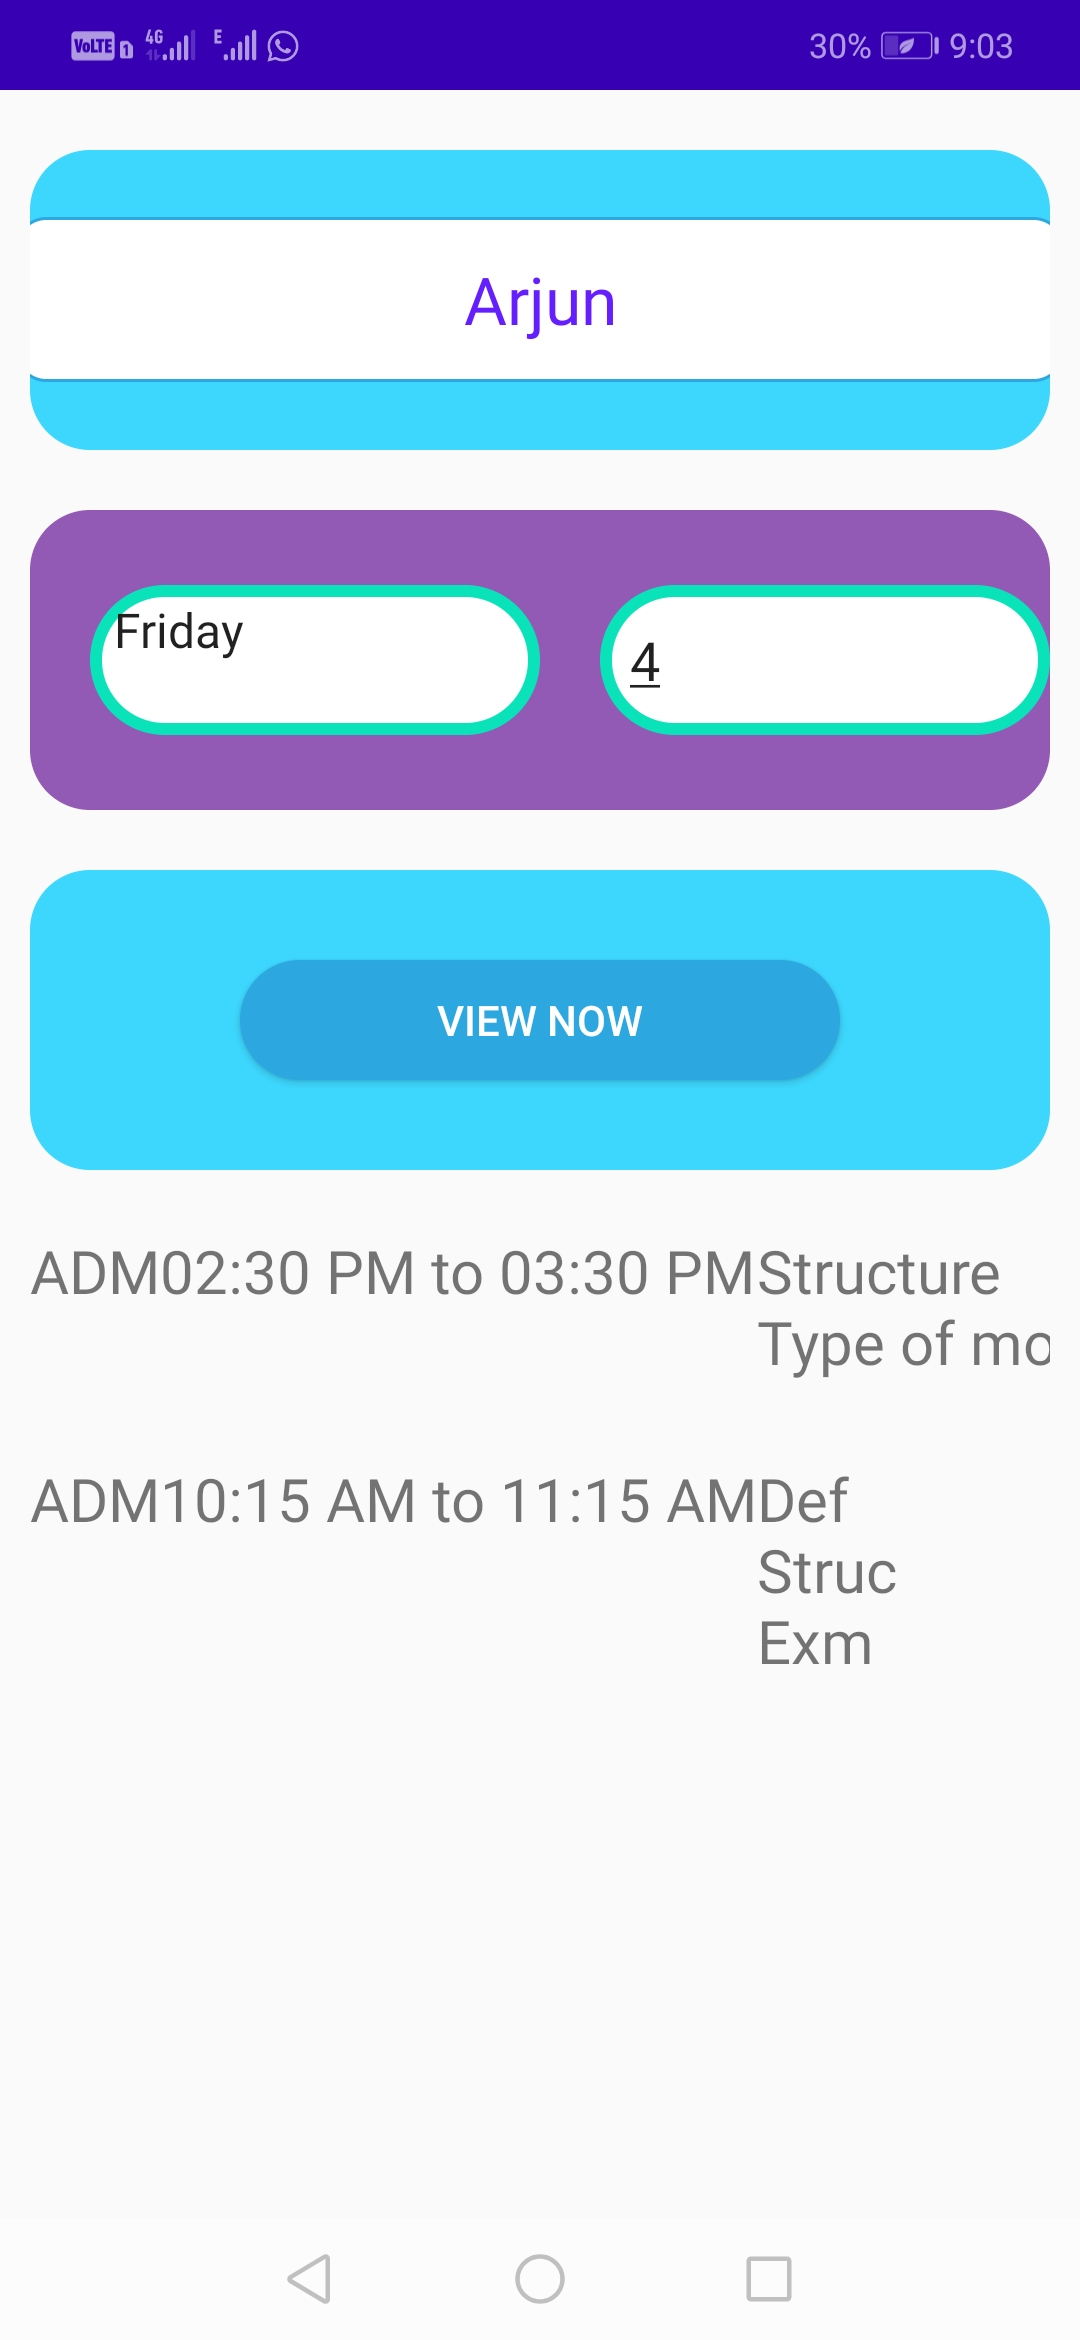 VoLTE 1 4G E 30% 9:03
Arjun
Friday 4
VIEW NOW
ADM02:30 PM to 03:30 PMStructure
Type of mo
ADM10:15 AM to 11:15 AMDef
Struc
Exm